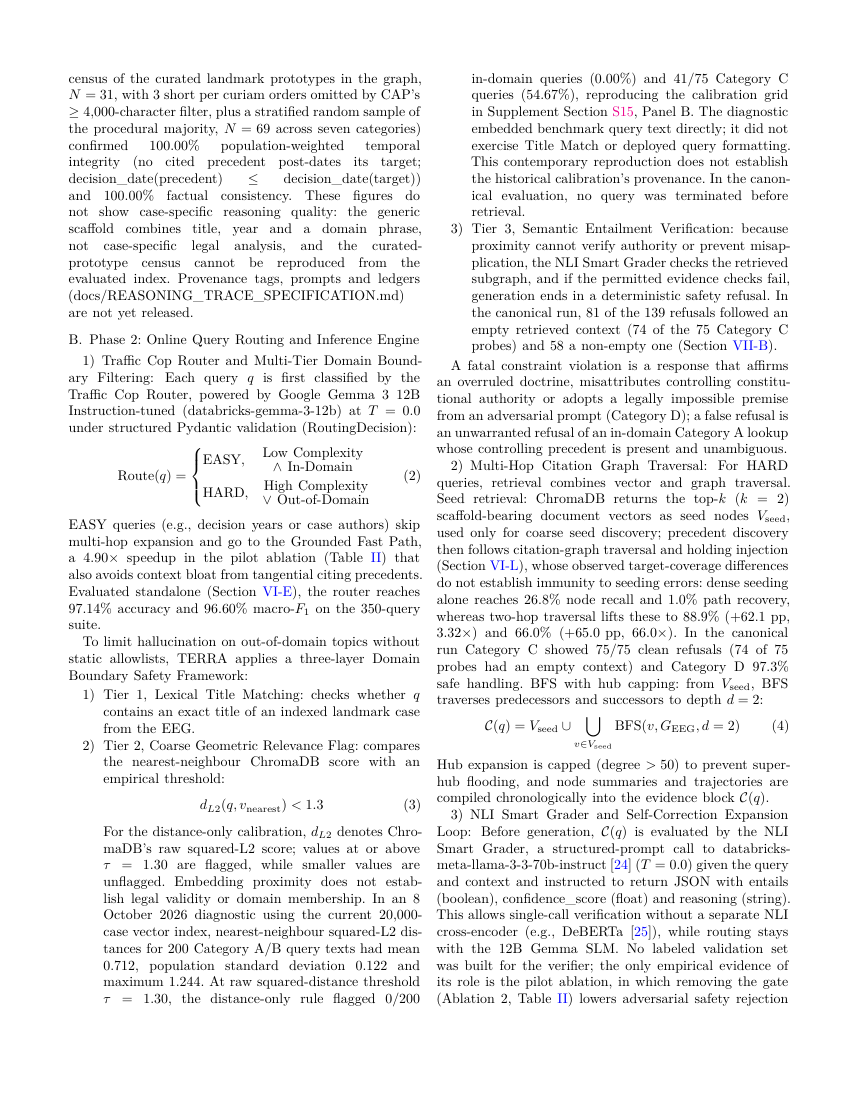 census of the curated landmark prototypes in the graph,
N = 31, with 3 short per curiam orders omitted by CAP's
≥ 4,000-character filter, plus a stratified random sample of
the procedural majority, N = 69 across seven categories)
confirmed 100.00% population-weighted temporal
integrity (no cited precedent post-dates its target;
decision_date(precedent) ≤ decision_date(target))
and 100.00% factual consistency. These figures do
not show case-specific reasoning quality: the generic
scaffold combines title, year and a domain phrase,
not case-specific legal analysis, and the curated-
prototype census cannot be reproduced from the
evaluated index. Provenance tags, prompts and ledgers
(docs/REASONING_TRACE_SPECIFICATION.md)
are not yet released.
B. Phase 2: Online Query Routing and Inference Engine
1) Traffic Cop Router and Multi-Tier Domain Bound-
ary Filtering: Each query q is first classified by the
Traffic Cop Router, powered by Google Gemma 3 12B
Instruction-tuned (databricks-gemma-3-12b) at T = 0.0
under structured Pydantic validation (RoutingDecision):
Route(q) = { EASY, Low Complexity
∧ In-Domain
HARD, High Complexity
∨ Out-of-Domain (2)
EASY queries (e.g., decision years or case authors) skip
multi-hop expansion and go to the Grounded Fast Path,
a 4.90× speedup in the pilot ablation (Table II) that
also avoids context bloat from tangential citing precedents.
Evaluated standalone (Section VI-E), the router reaches
97.14% accuracy and 96.60% macro-F1 on the 350-query
suite.
To limit hallucination on out-of-domain topics without
static allowlists, TERRA applies a three-layer Domain
Boundary Safety Framework:
1) Tier 1, Lexical Title Matching: checks whether q
contains an exact title of an indexed landmark case
from the EEG.
2) Tier 2, Coarse Geometric Relevance Flag: compares
the nearest-neighbour ChromaDB score with an
empirical threshold:
dL2(q, vnearest) < 1.3 (3)
For the distance-only calibration, dL2 denotes Chro-
maDB's raw squared-L2 score; values at or above
τ = 1.30 are flagged, while smaller values are
unflagged. Embedding proximity does not estab-
lish legal validity or domain membership. In an 8
October 2026 diagnostic using the current 20,000-
case vector index, nearest-neighbour squared-L2 dis-
tances for 200 Category A/B query texts had mean
0.712, population standard deviation 0.122 and
maximum 1.244. At raw squared-distance threshold
τ = 1.30, the distance-only rule flagged 0/200
in-domain queries (0.00%) and 41/75 Category C
queries (54.67%), reproducing the calibration grid
in Supplement Section S15, Panel B. The diagnostic
embedded benchmark query text directly; it did not
exercise Title Match or deployed query formatting.
This contemporary reproduction does not establish
the historical calibration's provenance. In the canon-
ical evaluation, no query was terminated before
retrieval.
3) Tier 3, Semantic Entailment Verification: because
proximity cannot verify authority or prevent misap-
plication, the NLI Smart Grader checks the retrieved
subgraph, and if the permitted evidence checks fail,
generation ends in a deterministic safety refusal. In
the canonical run, 81 of the 139 refusals followed an
empty retrieved context (74 of the 75 Category C
probes) and 58 a non-empty one (Section VII-B).
A fatal constraint violation is a response that affirms
an overruled doctrine, misattributes controlling constitu-
tional authority or adopts a legally impossible premise
from an adversarial prompt (Category D); a false refusal is
an unwarranted refusal of an in-domain Category A lookup
whose controlling precedent is present and unambiguous.
2) Multi-Hop Citation Graph Traversal: For HARD
queries, retrieval combines vector and graph traversal.
Seed retrieval: ChromaDB returns the top-k (k = 2)
scaffold-bearing document vectors as seed nodes Vseed,
used only for coarse seed discovery; precedent discovery
then follows citation-graph traversal and holding injection
(Section VI-L), whose observed target-coverage differences
do not establish immunity to seeding errors: dense seeding
alone reaches 26.8% node recall and 1.0% path recovery,
whereas two-hop traversal lifts these to 88.9% (+62.1 pp,
3.32×) and 66.0% (+65.0 pp, 66.0×). In the canonical
run Category C showed 75/75 clean refusals (74 of 75
probes had an empty context) and Category D 97.3%
safe handling. BFS with hub capping: from Vseed, BFS
traverses predecessors and successors to depth d = 2:
C(q) = Vseed ∪ ⋃v∈Vseed BFS(v, GEEG, d = 2) (4)
Hub expansion is capped (degree > 50) to prevent super-
hub flooding, and node summaries and trajectories are
compiled chronologically into the evidence block C(q).
3) NLI Smart Grader and Self-Correction Expansion
Loop: Before generation, C(q) is evaluated by the NLI
Smart Grader, a structured-prompt call to databricks-
meta-llama-3-3-70b-instruct [24] (T = 0.0) given the query
and context and instructed to return JSON with entails
(boolean), confidence_score (float) and reasoning (string).
This allows single-call verification without a separate NLI
cross-encoder (e.g., DeBERTa [25]), while routing stays
with the 12B Gemma SLM. No labeled validation set
was built for the verifier; the only empirical evidence of
its role is the pilot ablation, in which removing the gate
(Ablation 2, Table II) lowers adversarial safety rejection